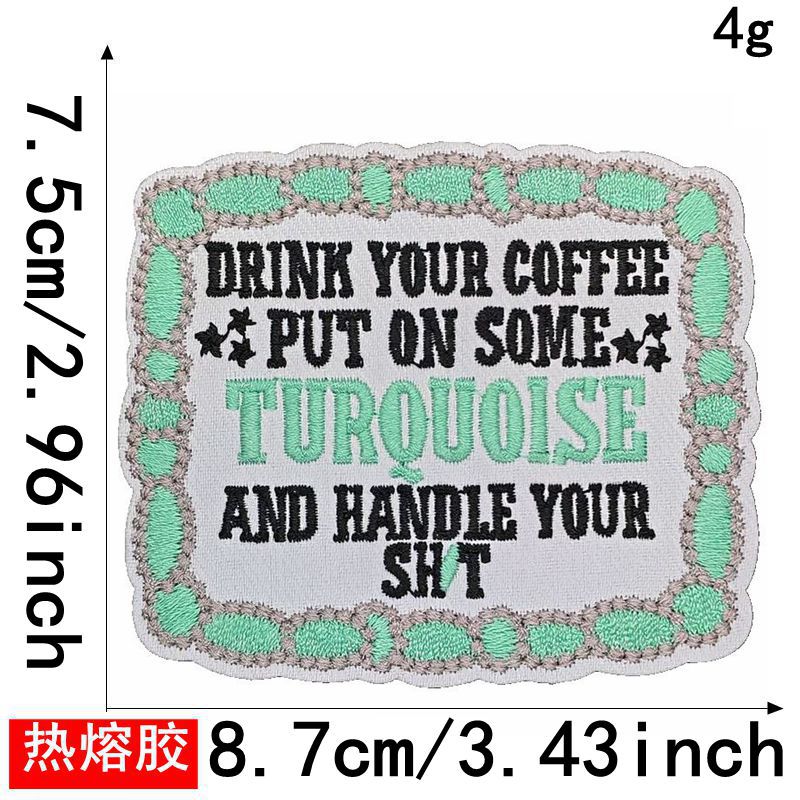 4g
7.5cm/2.96inch
DRINK YOUR COFFEE
PUT ON SOME
TURQUOISE
AND HANDLE YOUR
SH/T
热熔胶
8.7cm/3.43inch